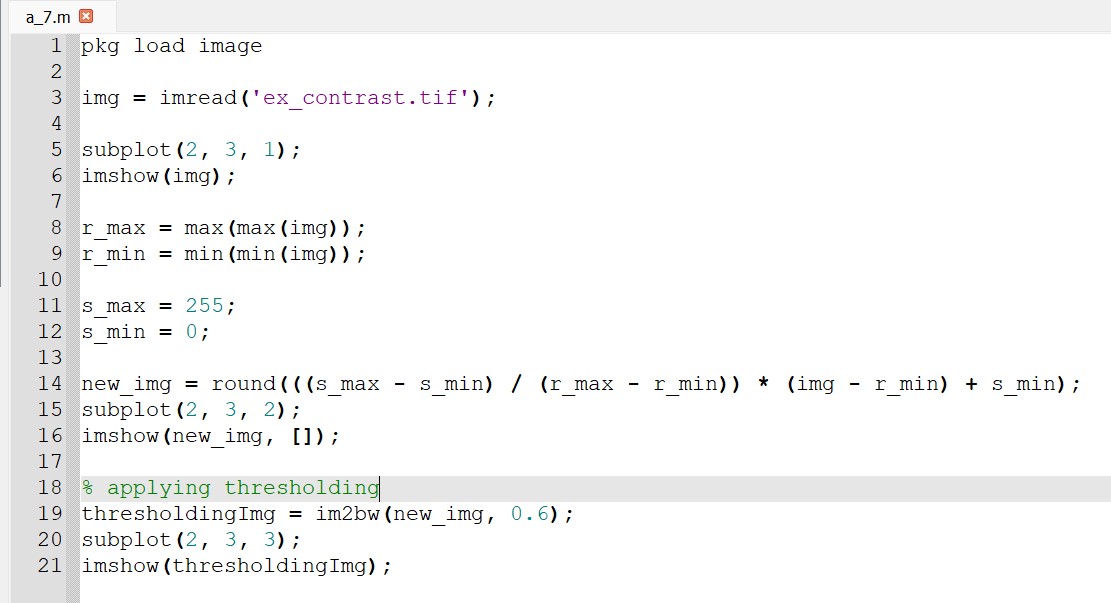 a_7.m
1 pkg load image
2
3 img = imread('ex_contrast.tif');
4
5 subplot(2, 3, 1);
6 imshow(img);
7
8 r_max = max(max(img));
9 r_min = min(min(img));
10
11 s_max = 255;
12 s_min = 0;
13
14 new_img = round(((s_max - s_min) / (r_max - r_min)) * (img - r_min) + s_min);
15 subplot(2, 3, 2);
16 imshow(new_img, []);
17
18 % applying thresholding
19 thresholdingImg = im2bw(new_img, 0.6);
20 subplot(2, 3, 3);
21 imshow(thresholdingImg);